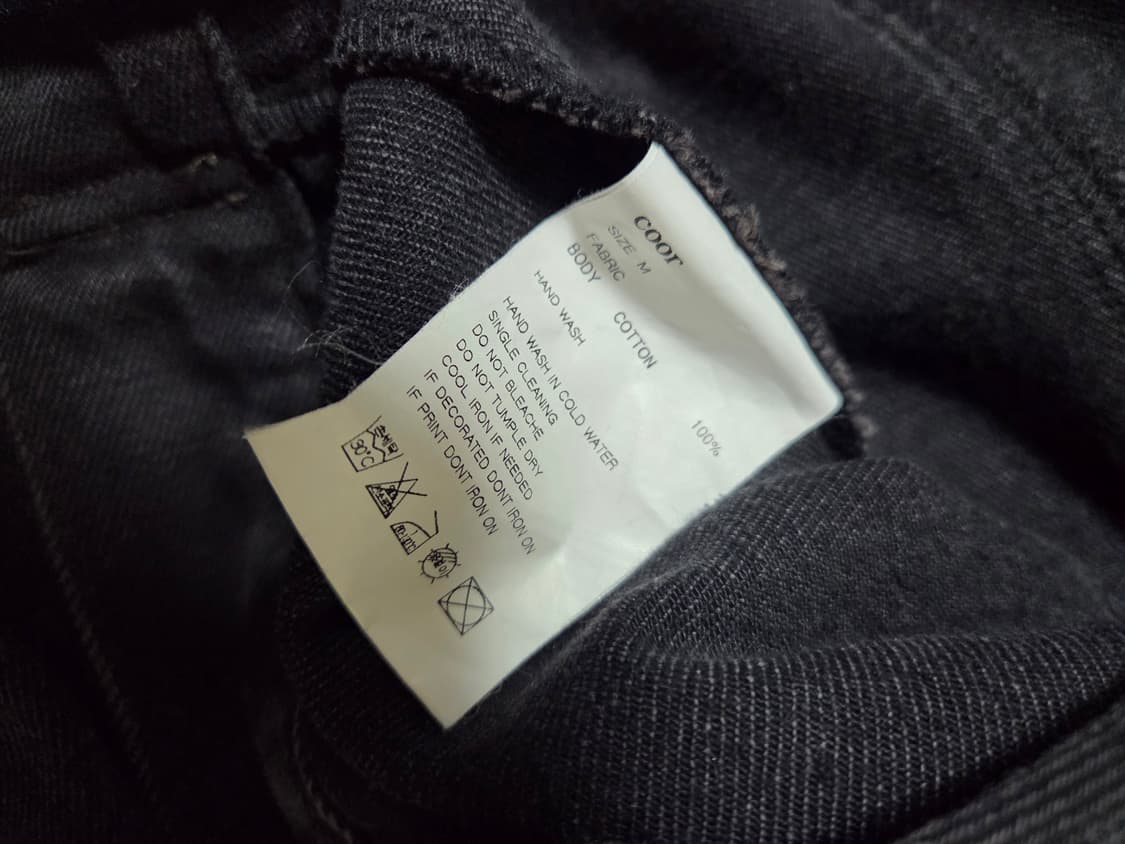 coor
SIZE M
FABRIC
BODY COTTON 100%
HAND WASH
HAND WASH IN COLD WATER
SINGLE CLEANING
DO NOT BLEACHE
DO NOT TUMPLE DRY
COOL IRON IF NEEDED
IF DECORATED DONT IRON ON
IF PRINT DONT IRON ON
30°C